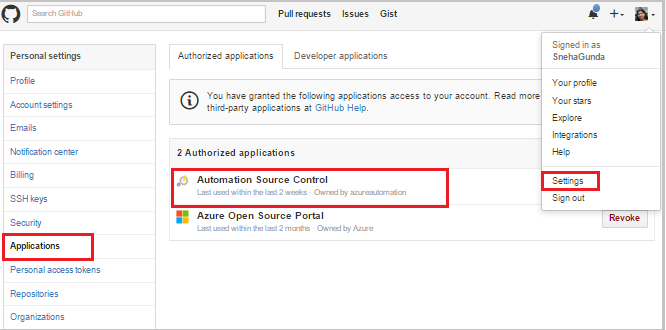 Search GitHub
Pull requests Issues Gist
Personal settings
Profile
Account settings
Emails
Notification center
Billing
SSH keys
Security
Applications
Personal access tokens
Repositories
Organizations
Authorized applications Developer applications
You have granted the following applications access to your account. Read more
third-party applications at GitHub Help.
2 Authorized applications
Automation Source Control
Last used within the last 2 weeks · Owned by azureautomation
Azure Open Source Portal
Last used within the last 2 months · Owned by Azure
Revoke
Signed in as
SnehaGunda
Your profile
Your stars
Explore
Integrations
Help
Settings
Sign out